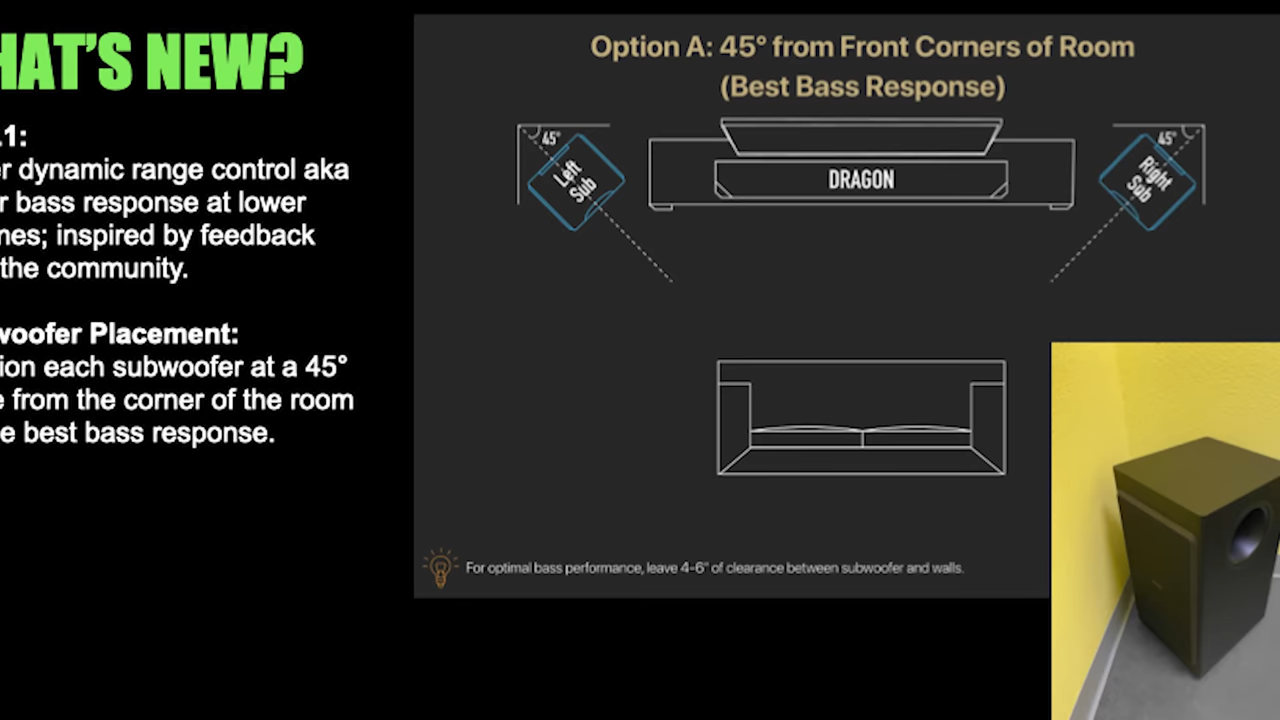 HAT'S NEW?
.1:
er dynamic range control aka
r bass response at lower
nes; inspired by feedback
the community.
woofer Placement:
ion each subwoofer at a 45°
e from the corner of the room
e best bass response.
Option A: 45° from Front Corners of Room
(Best Bass Response)
45°
Left
Sub
DRAGON
45°
Right
Sub
For optimal bass performance, leave 4-6" of clearance between subwoofer and walls.